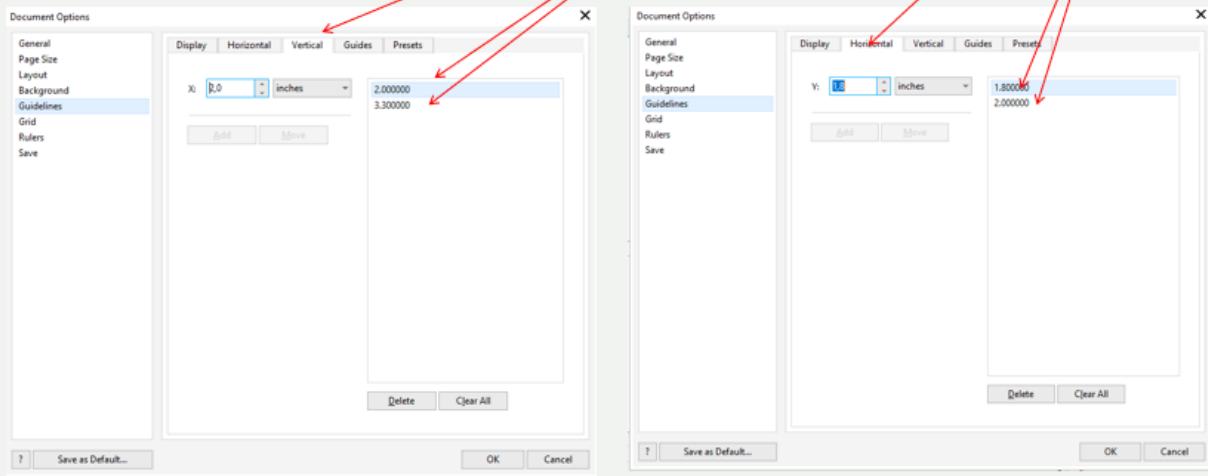 Document Options
General
Page Size
Layout
Background
Guidelines
Grid
Rulers
Save
Display Horizontal Vertical Guides Presets
X: 2.0 inches
Add Move
2.000000
3.300000
Delete Clear All
? Save as Default... OK Cancel
Document Options
General
Page Size
Layout
Background
Guidelines
Grid
Rulers
Save
Display Horizontal Vertical Guides Presets
Y: 1.8 inches
Add Move
1.800000
2.000000
Delete Clear All
? Save as Default... OK Cancel